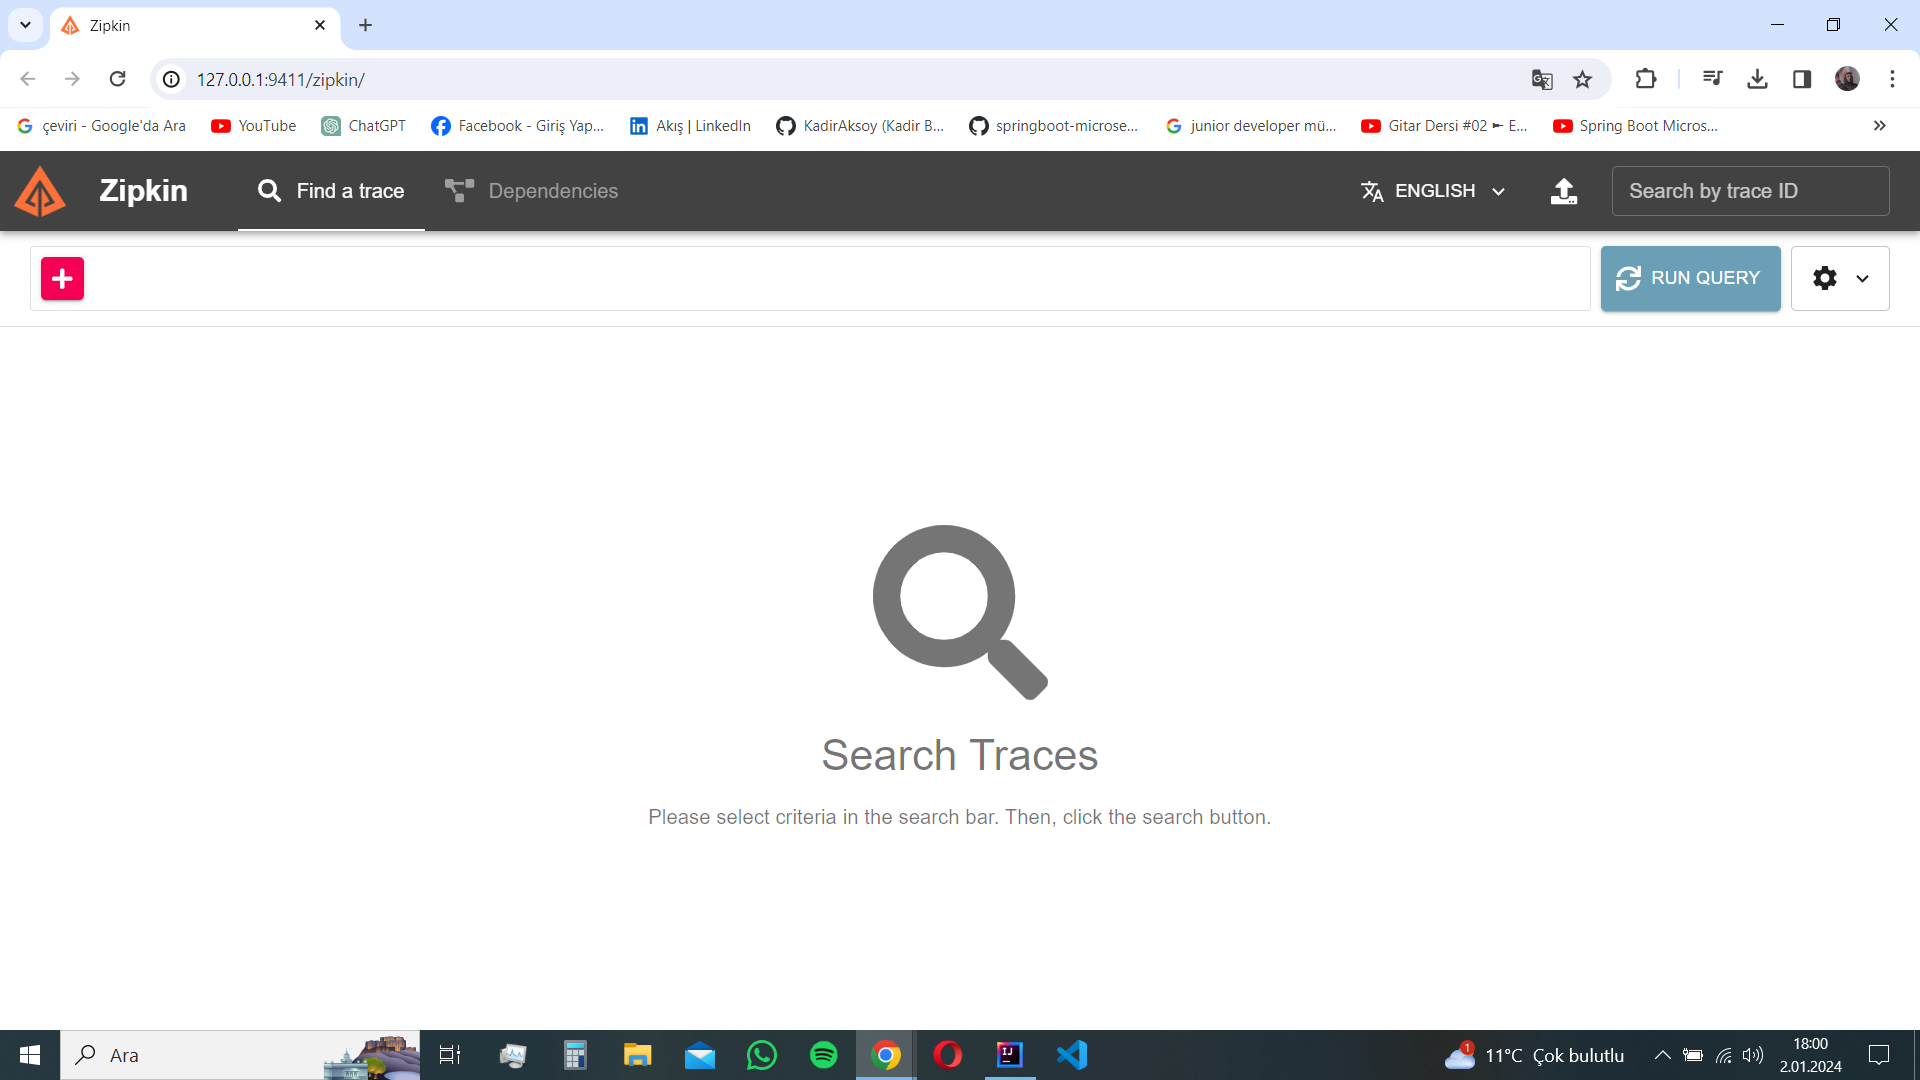 Zipkin
127.0.0.1:9411/zipkin/
çeviri - Google'da Ara
YouTube
ChatGPT
Facebook - Giriş Yap...
Akış | LinkedIn
KadirAksoy (Kadir B...
springboot-microse...
junior developer mü...
Gitar Dersi #02 ⭰ E...
Spring Boot Micros...
Zipkin
Find a trace
Dependencies
ENGLISH
Search by trace ID
RUN QUERY
Search Traces
Please select criteria in the search bar. Then, click the search button.
Ara
1
11°C Çok bulutlu
18:00
2.01.2024